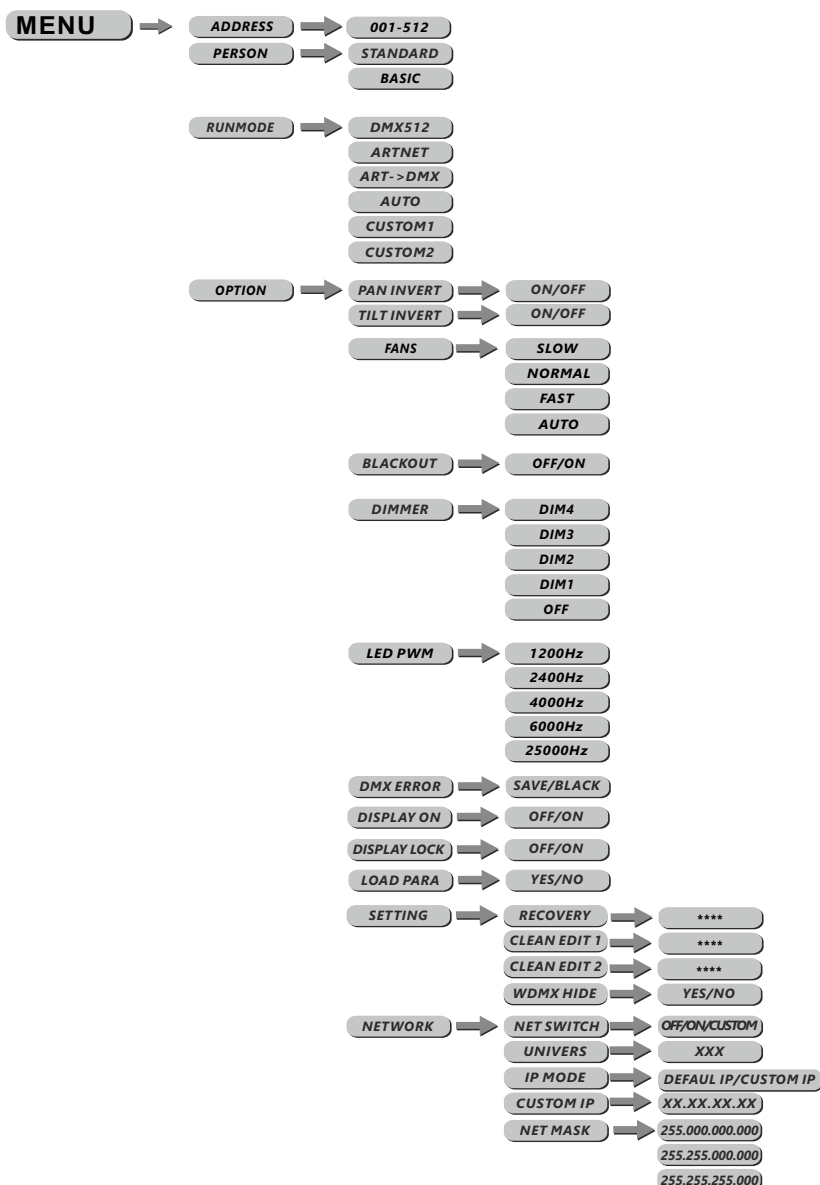 MENU ADDRESS 001-512
PERSON STANDARD
BASIC
RUNMODE DMX512
ARTNET
ART->DMX
AUTO
CUSTOM1
CUSTOM2
OPTION PAN INVERT ON/OFF
TILT INVERT ON/OFF
FANS SLOW
NORMAL
FAST
AUTO
BLACKOUT OFF/ON
DIMMER DIM4
DIM3
DIM2
DIM1
OFF
LED PWM 1200Hz
2400Hz
4000Hz
6000Hz
25000Hz
DMX ERROR SAVE/BLACK
DISPLAY ON OFF/ON
DISPLAY LOCK OFF/ON
LOAD PARA YES/NO
SETTING RECOVERY ****
CLEAN EDIT 1 ****
CLEAN EDIT 2 ****
WDMX HIDE YES/NO
NETWORK NET SWITCH OFF/ON/CUSTOM
UNIVERS XXX
IP MODE DEFAUL IP/CUSTOM IP
CUSTOM IP XX.XX.XX.XX
NET MASK 255.000.000.000
255.255.000.000
255.255.255.000